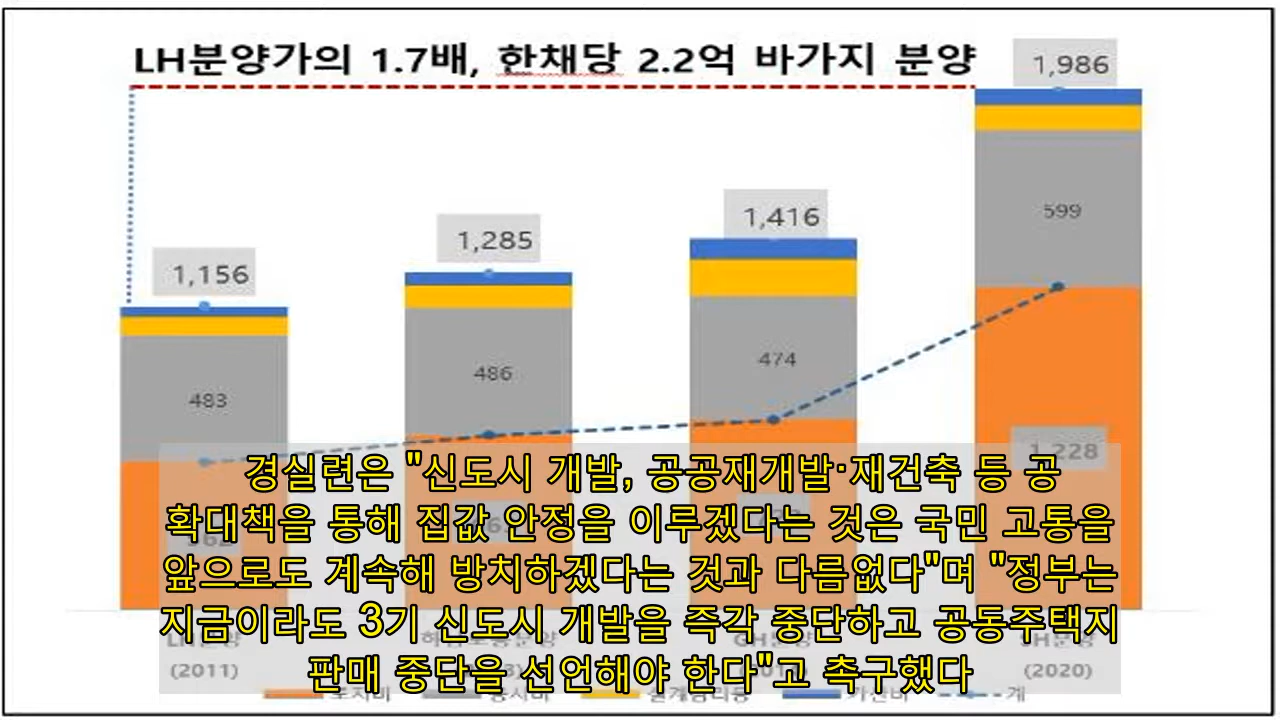 LH분양가의 1.7배, 한채당 2.2억 바가지 분양
1,986
1,416
1,285
1,156
599
474
486
483
1,228
경실련은 "신도시 개발, 공공재개발·재건축 등 공
확대책을 통해 집값 안정을 이루겠다는 것은 국민 고통을
앞으로도 계속해 방치하겠다는 것과 다름없다"며 "정부는
지금이라도 3기 신도시 개발을 즉각 중단하고 공동주택지
판매 중단을 선언해야 한다"고 촉구했다
(2011) (2020)